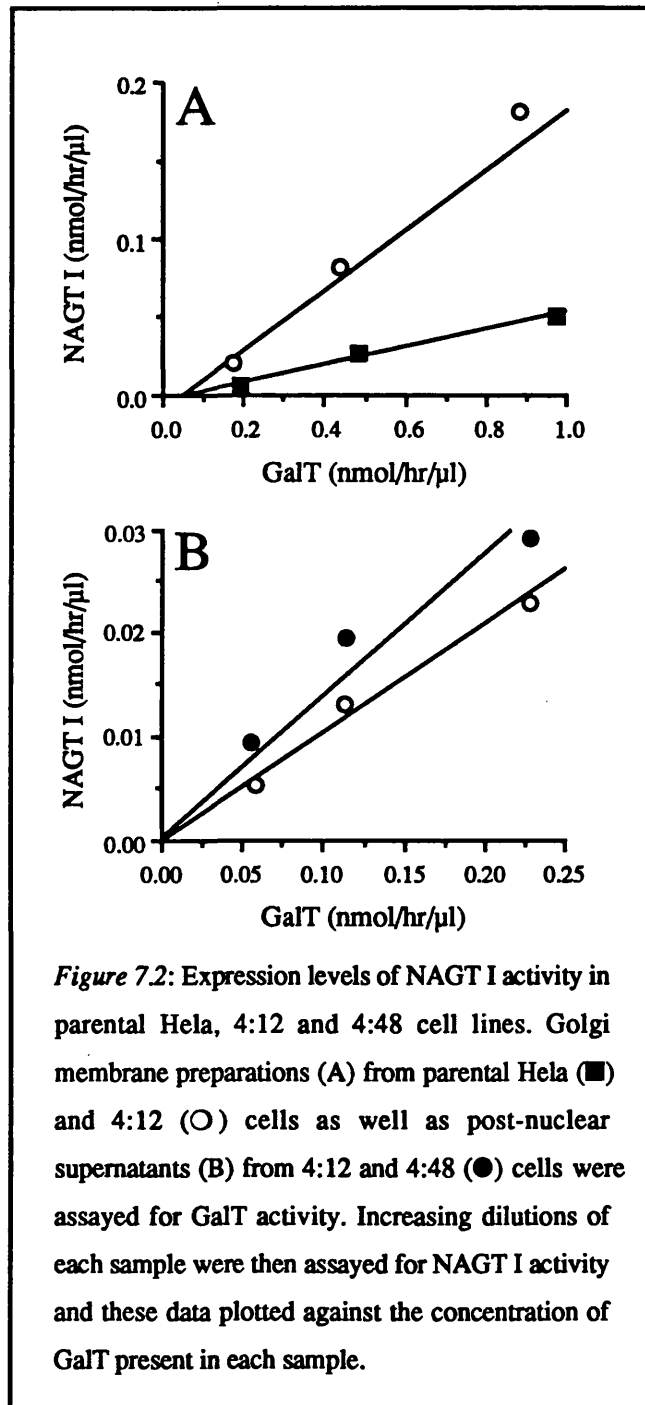 A
0.2
0.1
0.0
NAGT I (nmol/hr/µl)
0.0 0.2 0.4 0.6 0.8 1.0
GalT (nmol/hr/µl)
B
0.03
0.02
0.01
0.00
NAGT I (nmol/hr/µl)
0.00 0.05 0.10 0.15 0.20 0.25
GalT (nmol/hr/µl)
Figure 7.2: Expression levels of NAGT I activity in
parental Hela, 4:12 and 4:48 cell lines. Golgi
membrane preparations (A) from parental Hela (■)
and 4:12 (○) cells as well as post-nuclear
supernatants (B) from 4:12 and 4:48 (●) cells were
assayed for GalT activity. Increasing dilutions of
each sample were then assayed for NAGT I activity
and these data plotted against the concentration of
GalT present in each sample.